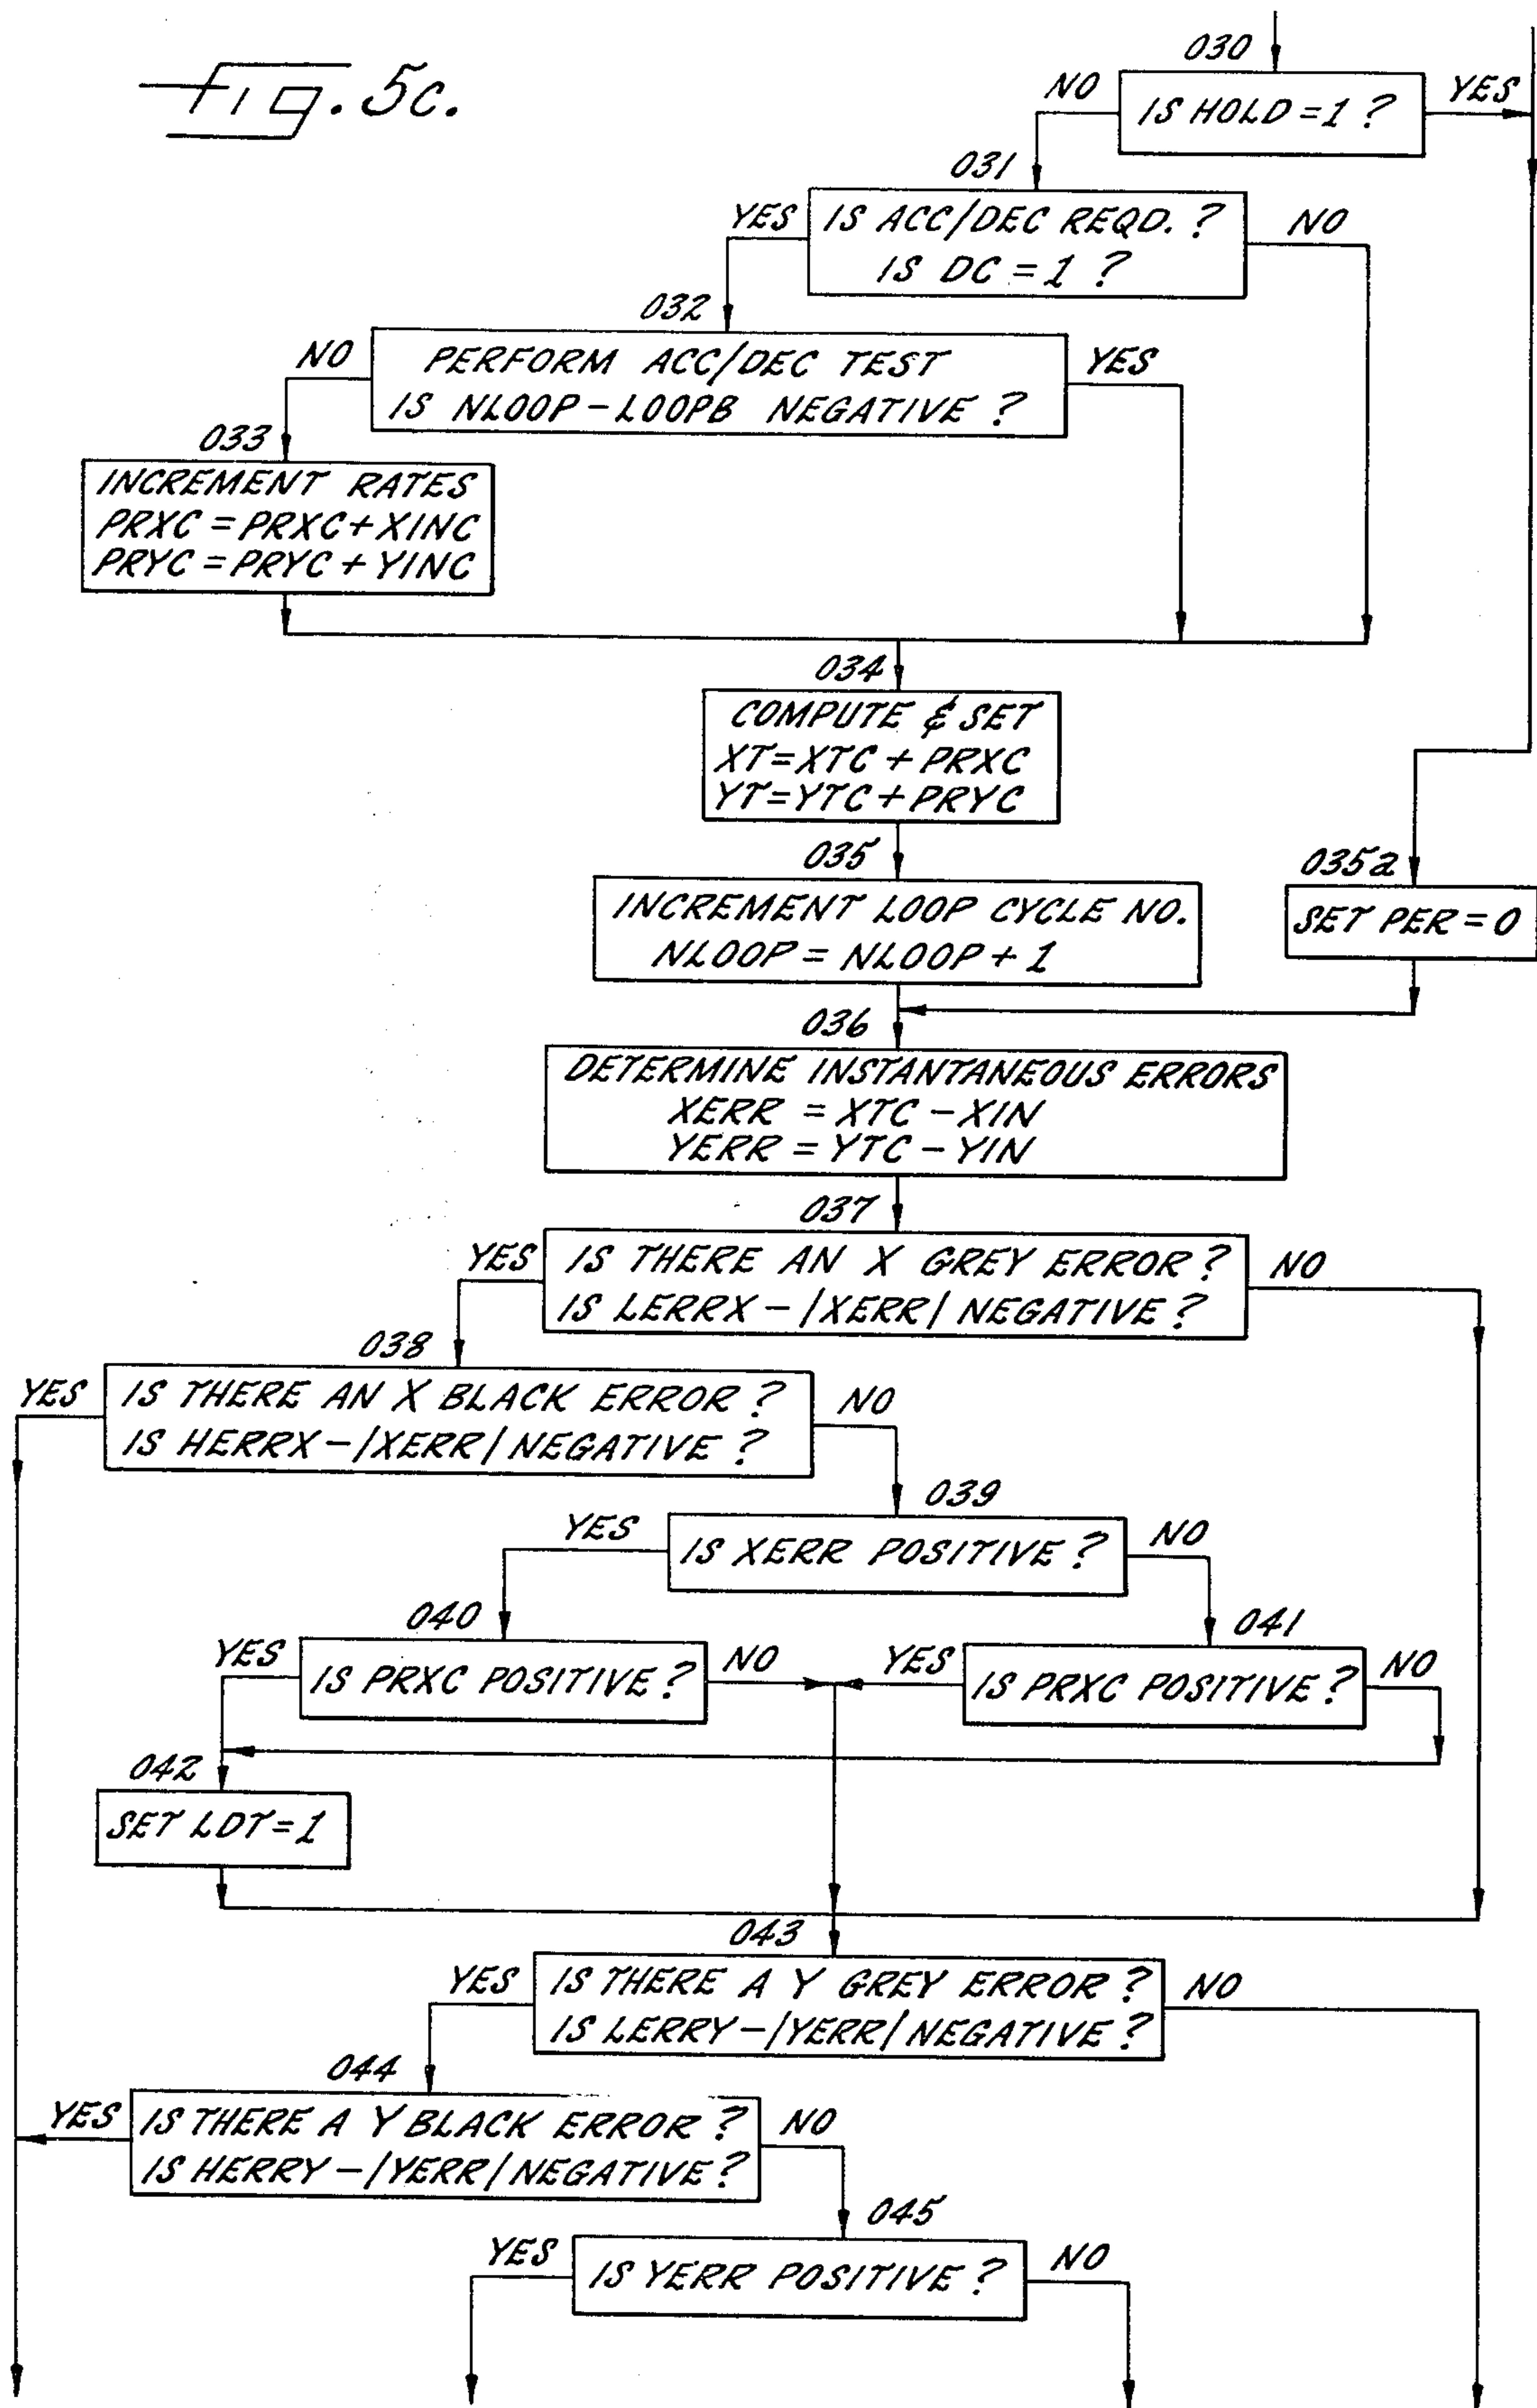 Fig. 5c.
030
NO
IS HOLD = 1 ?
YES
031
YES
IS ACC/DEC REQD. ?
IS DC = 1 ?
NO
032
NO
PERFORM ACC/DEC TEST
IS NLOOP - LOOPB NEGATIVE ?
YES
033
INCREMENT RATES
PRXC = PRXC + XINC
PRYC = PRYC + YINC
034
COMPUTE & SET
XT = XTC + PRXC
YT = YTC + PRYC
035
INCREMENT LOOP CYCLE NO.
NLOOP = NLOOP + 1
035a
SET PER = 0
036
DETERMINE INSTANTANEOUS ERRORS
XERR = XTC - XIN
YERR = YTC - YIN
037
YES
IS THERE AN X GREY ERROR ?
IS LERRX - |XERR| NEGATIVE ?
NO
038
YES
IS THERE AN X BLACK ERROR ?
IS HERRX - |XERR| NEGATIVE ?
NO
039
YES
IS XERR POSITIVE ?
NO
040
YES
IS PRXC POSITIVE ?
NO
041
YES
IS PRXC POSITIVE ?
NO
042
SET LDT = 1
043
YES
IS THERE A Y GREY ERROR ?
IS LERRY - |YERR| NEGATIVE ?
NO
044
YES
IS THERE A Y BLACK ERROR ?
IS HERRY - |YERR| NEGATIVE ?
NO
045
YES
IS YERR POSITIVE ?
NO